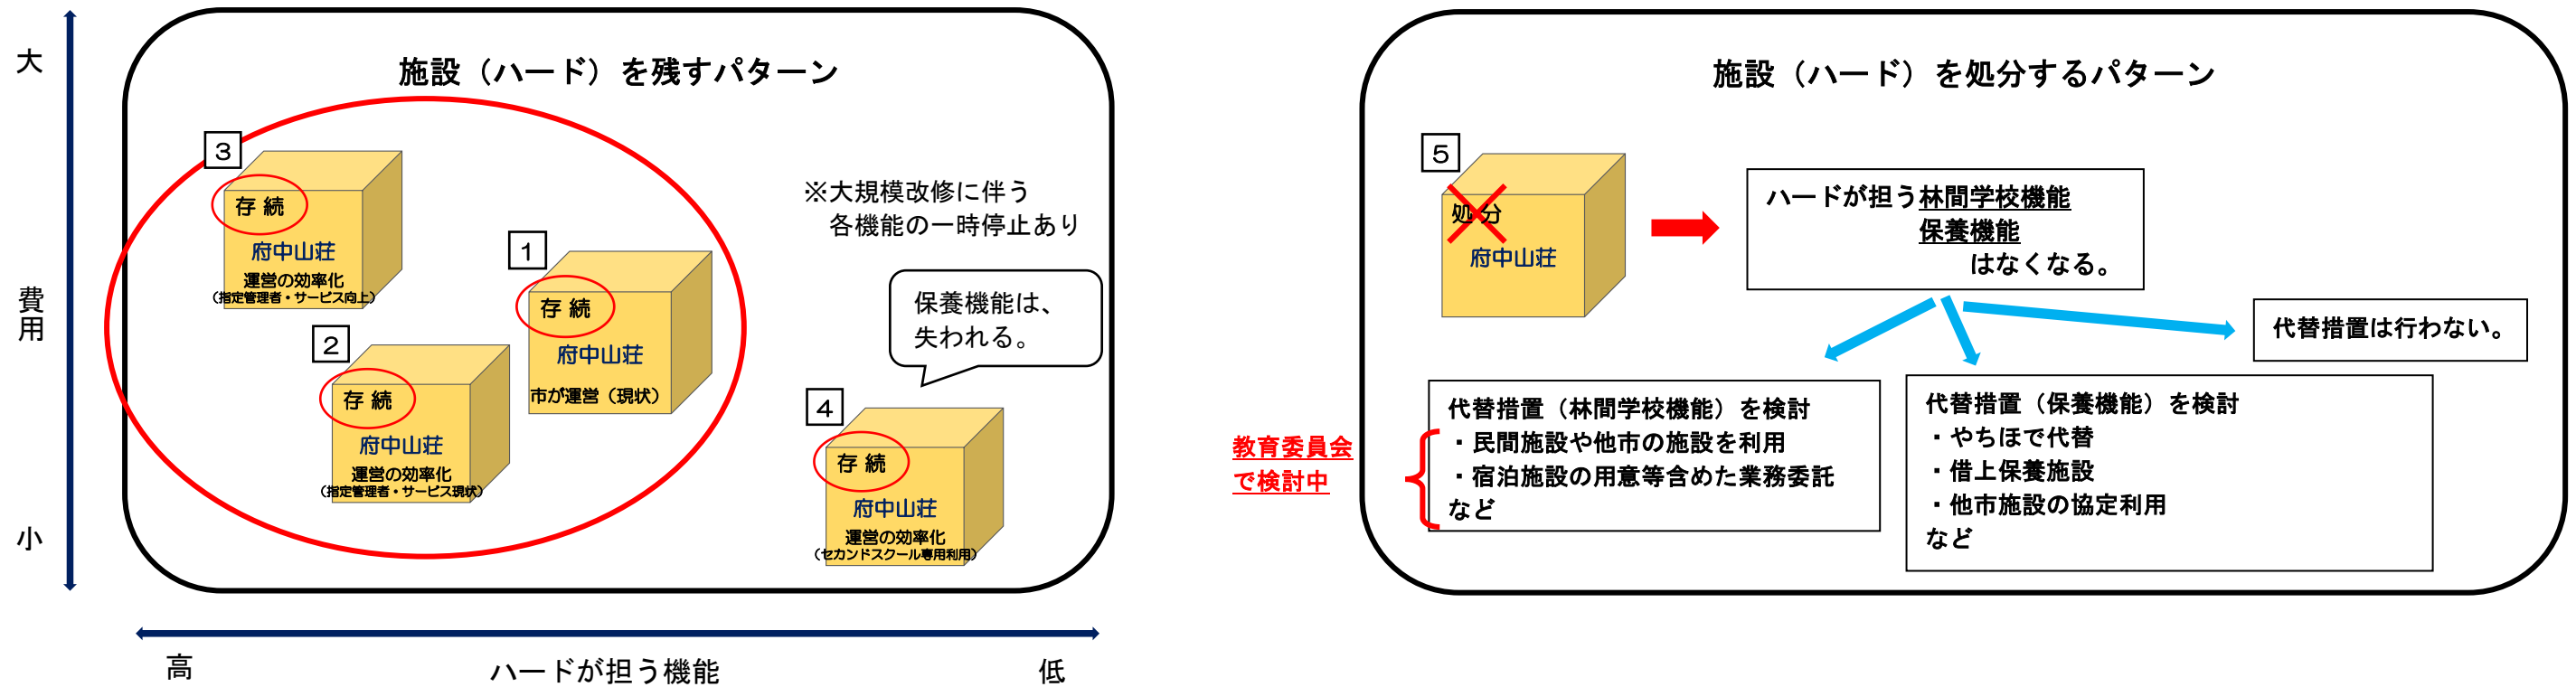 大
費用
小
施設（ハード）を残すパターン
３
存 続
府中山荘
運営の効率化
（指定管理者・サービス向上）
※大規模改修に伴う
各機能の一時停止あり
１
存 続
府中山荘
市が運営（現状）
２
存 続
府中山荘
運営の効率化
（指定管理者・サービス現状）
保養機能は、
失われる。
４
存 続
府中山荘
運営の効率化
（セカンドスクール専用利用）
高
ハードが担う機能
低
施設（ハード）を処分するパターン
５
処 分
府中山荘
ハードが担う林間学校機能
保養機能
はなくなる。
代替措置は行わない。
教育委員会
で検討中
代替措置（林間学校機能）を検討
・民間施設や他市の施設を利用
・宿泊施設の用意等含めた業務委託
など
代替措置（保養機能）を検討
・やちほで代替
・借上保養施設
・他市施設の協定利用
など